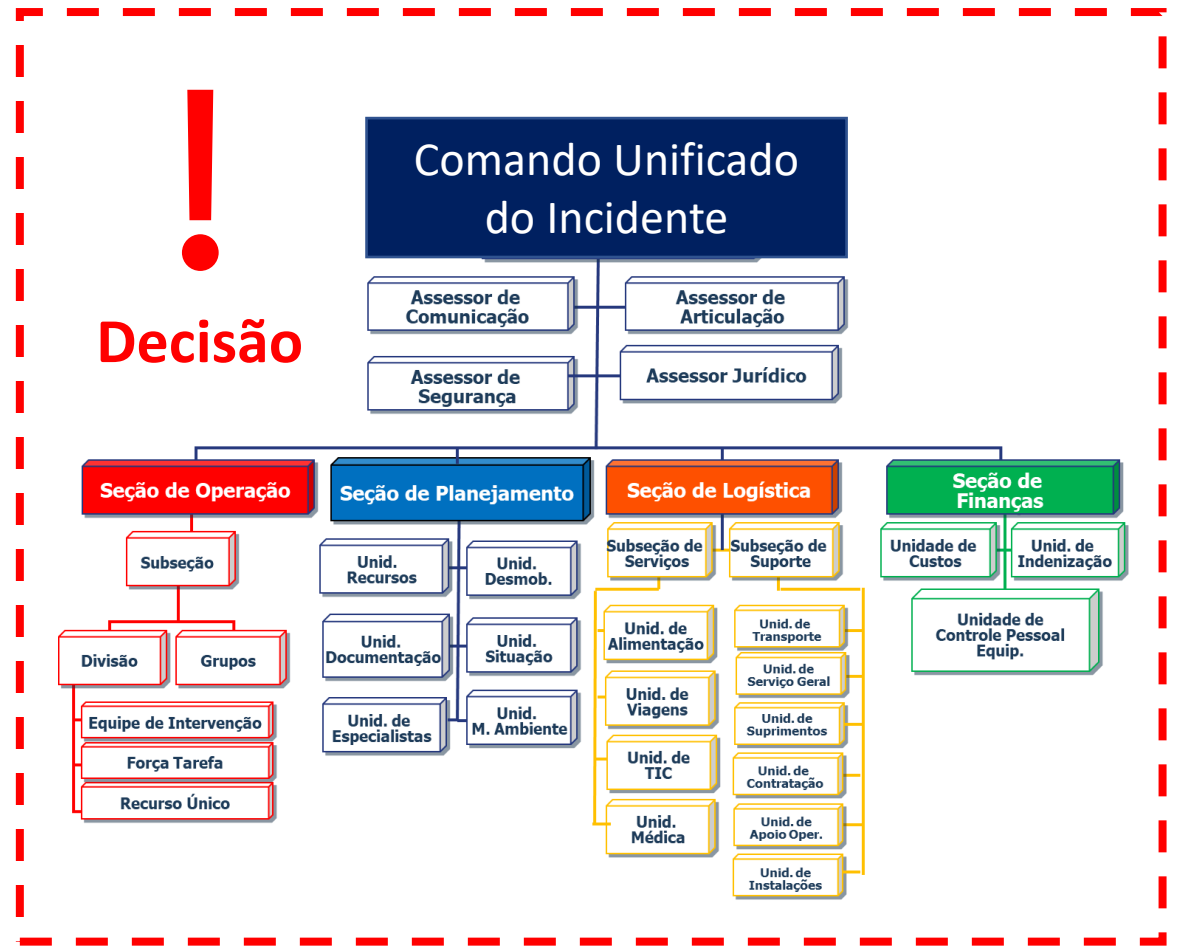 !
Decisão
Comando Unificado
do Incidente
Assessor de
Comunicação
Assessor de
Articulação
Assessor de
Segurança
Assessor Jurídico
Seção de Operação
Seção de Planejamento
Seção de Logística
Seção de
Finanças
Subseção
Divisão
Grupos
Equipe de Intervenção
Força Tarefa
Recurso Único
Unid.
Recursos
Unid.
Desmob.
Unid.
Documentação
Unid.
Situação
Unid. de
Especialistas
Unid.
M. Ambiente
Subseção de
Serviços
Subseção de
Suporte
Unid. de
Alimentação
Unid. de
Viagens
Unid. de
TIC
Unid.
Médica
Unid. de
Transporte
Unid. de
Serviço Geral
Unid. de
Suprimentos
Unid. de
Contratação
Unid. de
Apoio Oper.
Unid. de
Instalações
Unidade de
Custos
Unid. de
Indenização
Unidade de
Controle Pessoal
Equip.